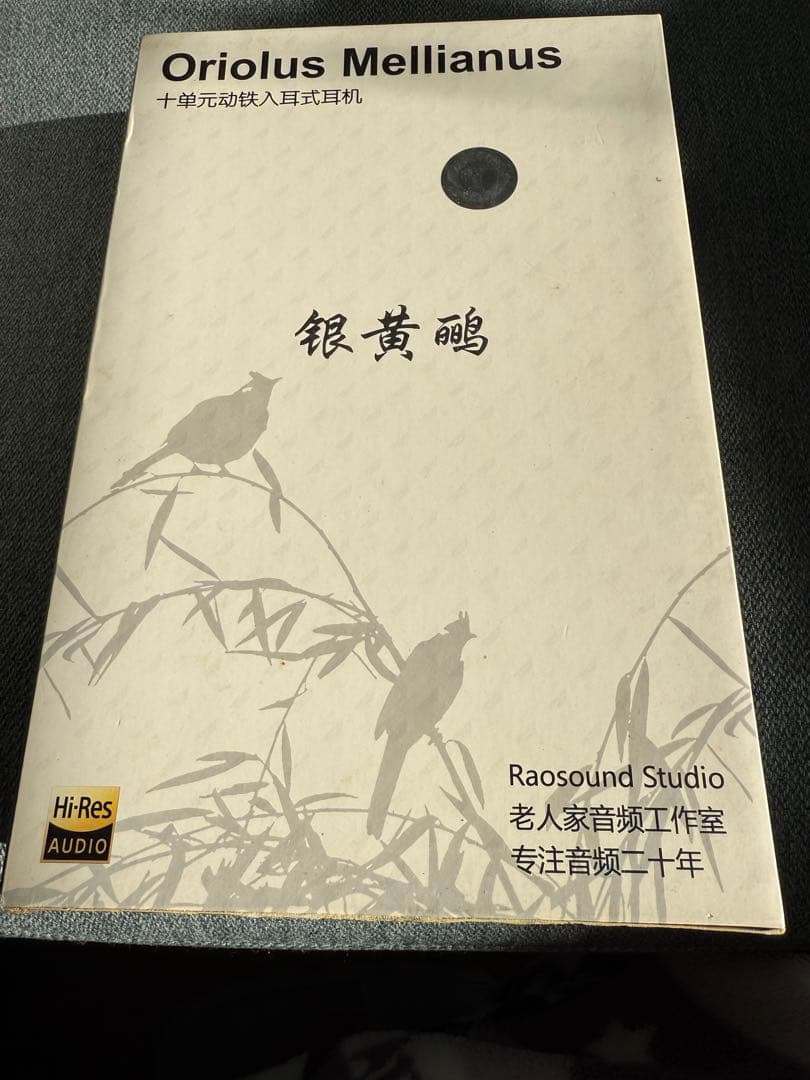 Oriolus Mellianus
十单元动铁入耳式耳机
银黄鹂
Hi-Res
AUDIO
Raosound Studio
老人家音频工作室
专注音频二十年